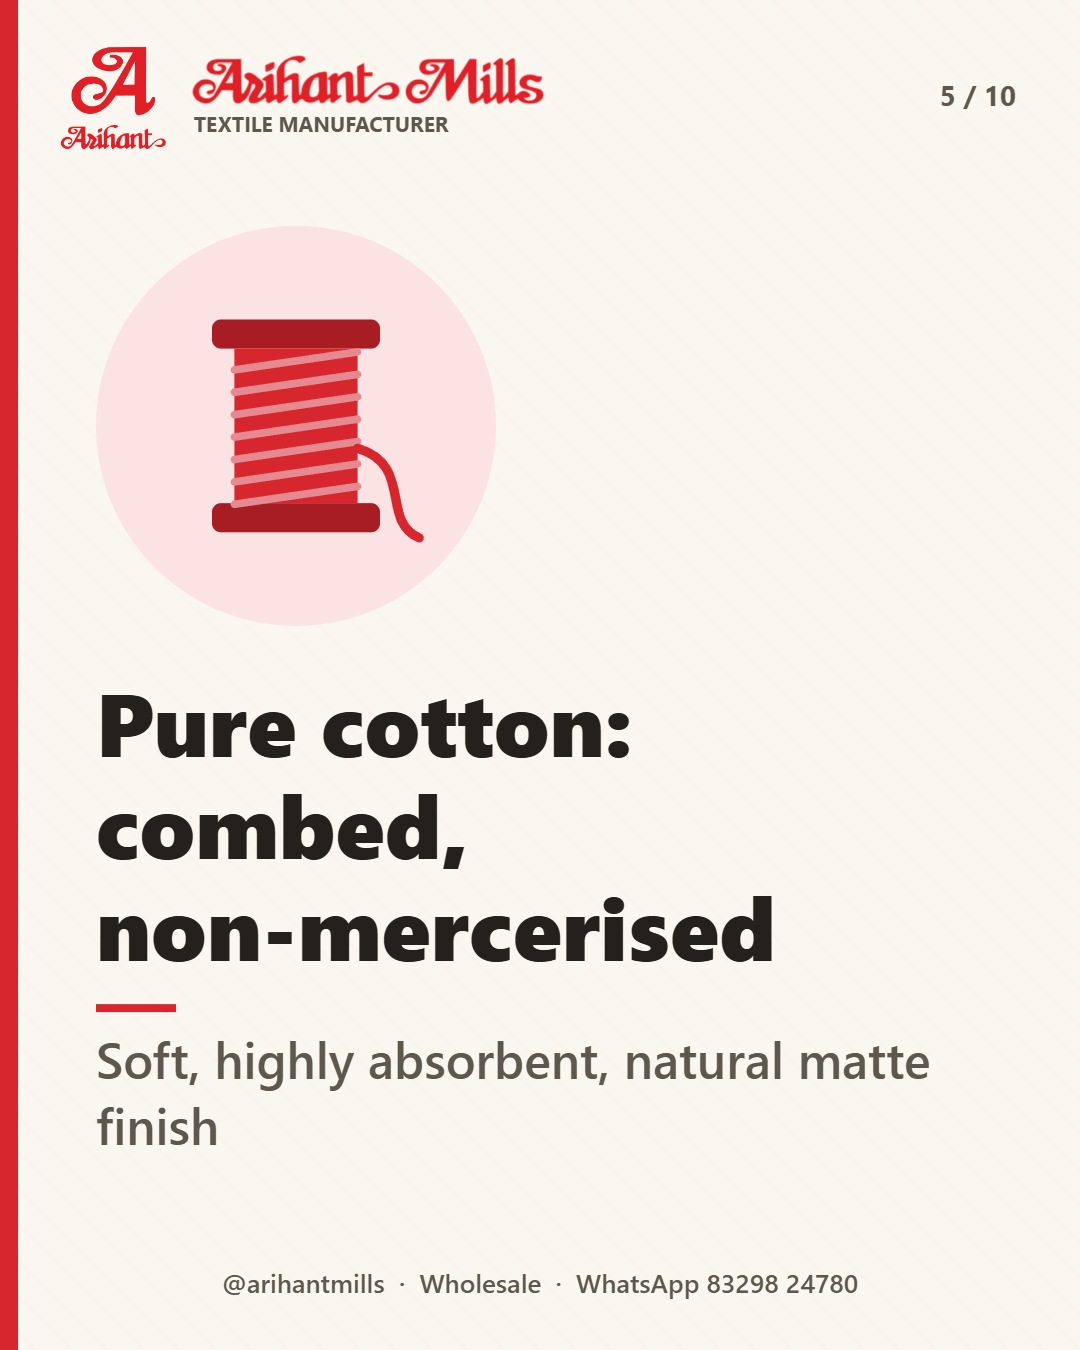 A
Arihant
Arihant Mills
TEXTILE MANUFACTURER
5 / 10
Pure cotton:
combed,
non-mercerised
Soft, highly absorbent, natural matte
finish
@arihantmills · Wholesale · WhatsApp 83298 24780